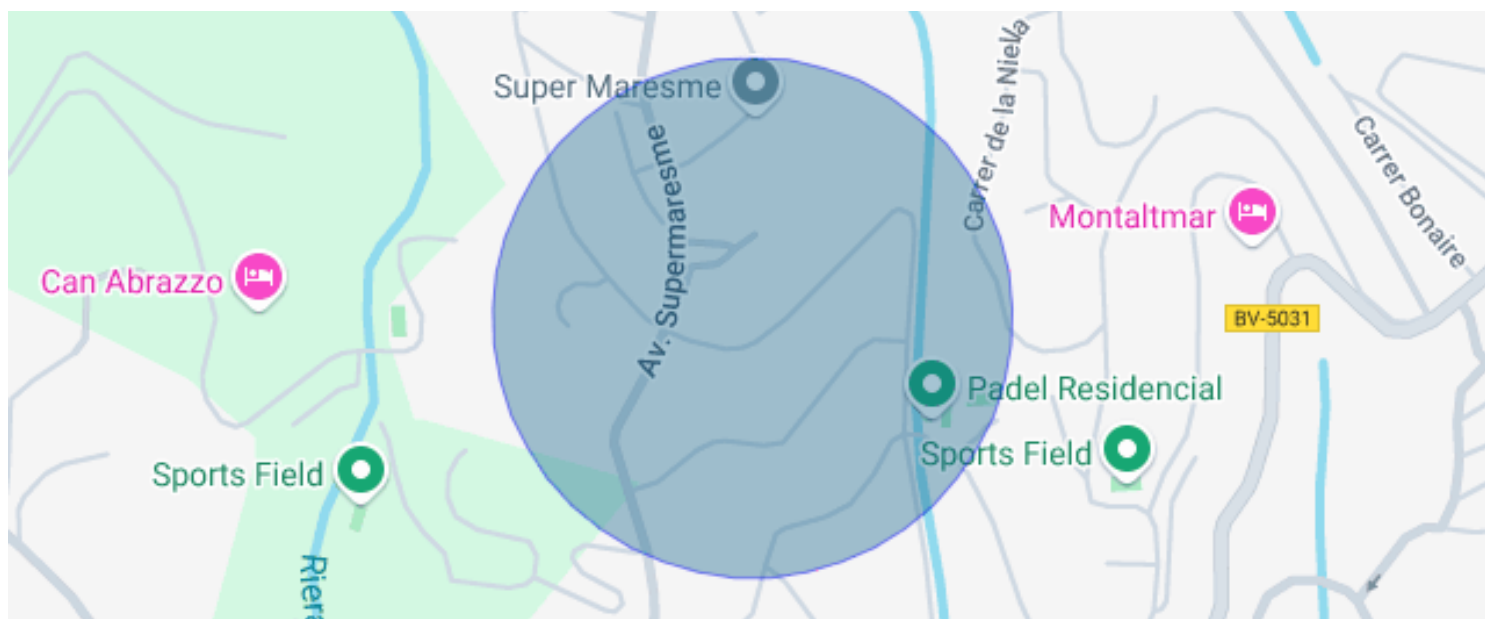 Super Maresme
Carrer de la Nieva
Carrer Bonaire
Av. Supermaresme
Montaltmar
Can Abrazzo
BV-5031
Padel Residencial
Sports Field
Sports Field
Riera